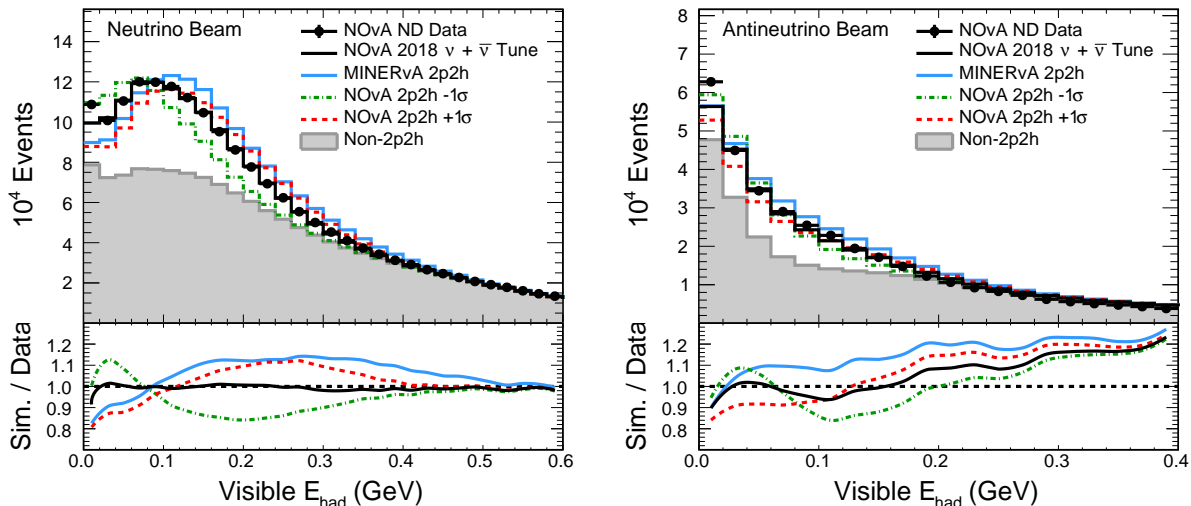 Neutrino Beam
NOvA ND Data
NOvA 2018 ν + ν̅ Tune
MINERvA 2p2h
NOvA 2p2h -1σ
NOvA 2p2h +1σ
Non-2p2h
10⁴ Events
14
12
10
8
6
4
2
Sim. / Data
1.2
1.1
1.0
0.9
0.8
0.0 0.1 0.2 0.3 0.4 0.5 0.6
Visible E_had (GeV)
Antineutrino Beam
NOvA ND Data
NOvA 2018 ν + ν̅ Tune
MINERvA 2p2h
NOvA 2p2h -1σ
NOvA 2p2h +1σ
Non-2p2h
10⁴ Events
8
7
6
5
4
3
2
1
Sim. / Data
1.2
1.1
1.0
0.9
0.8
0.0 0.1 0.2 0.3 0.4
Visible E_had (GeV)